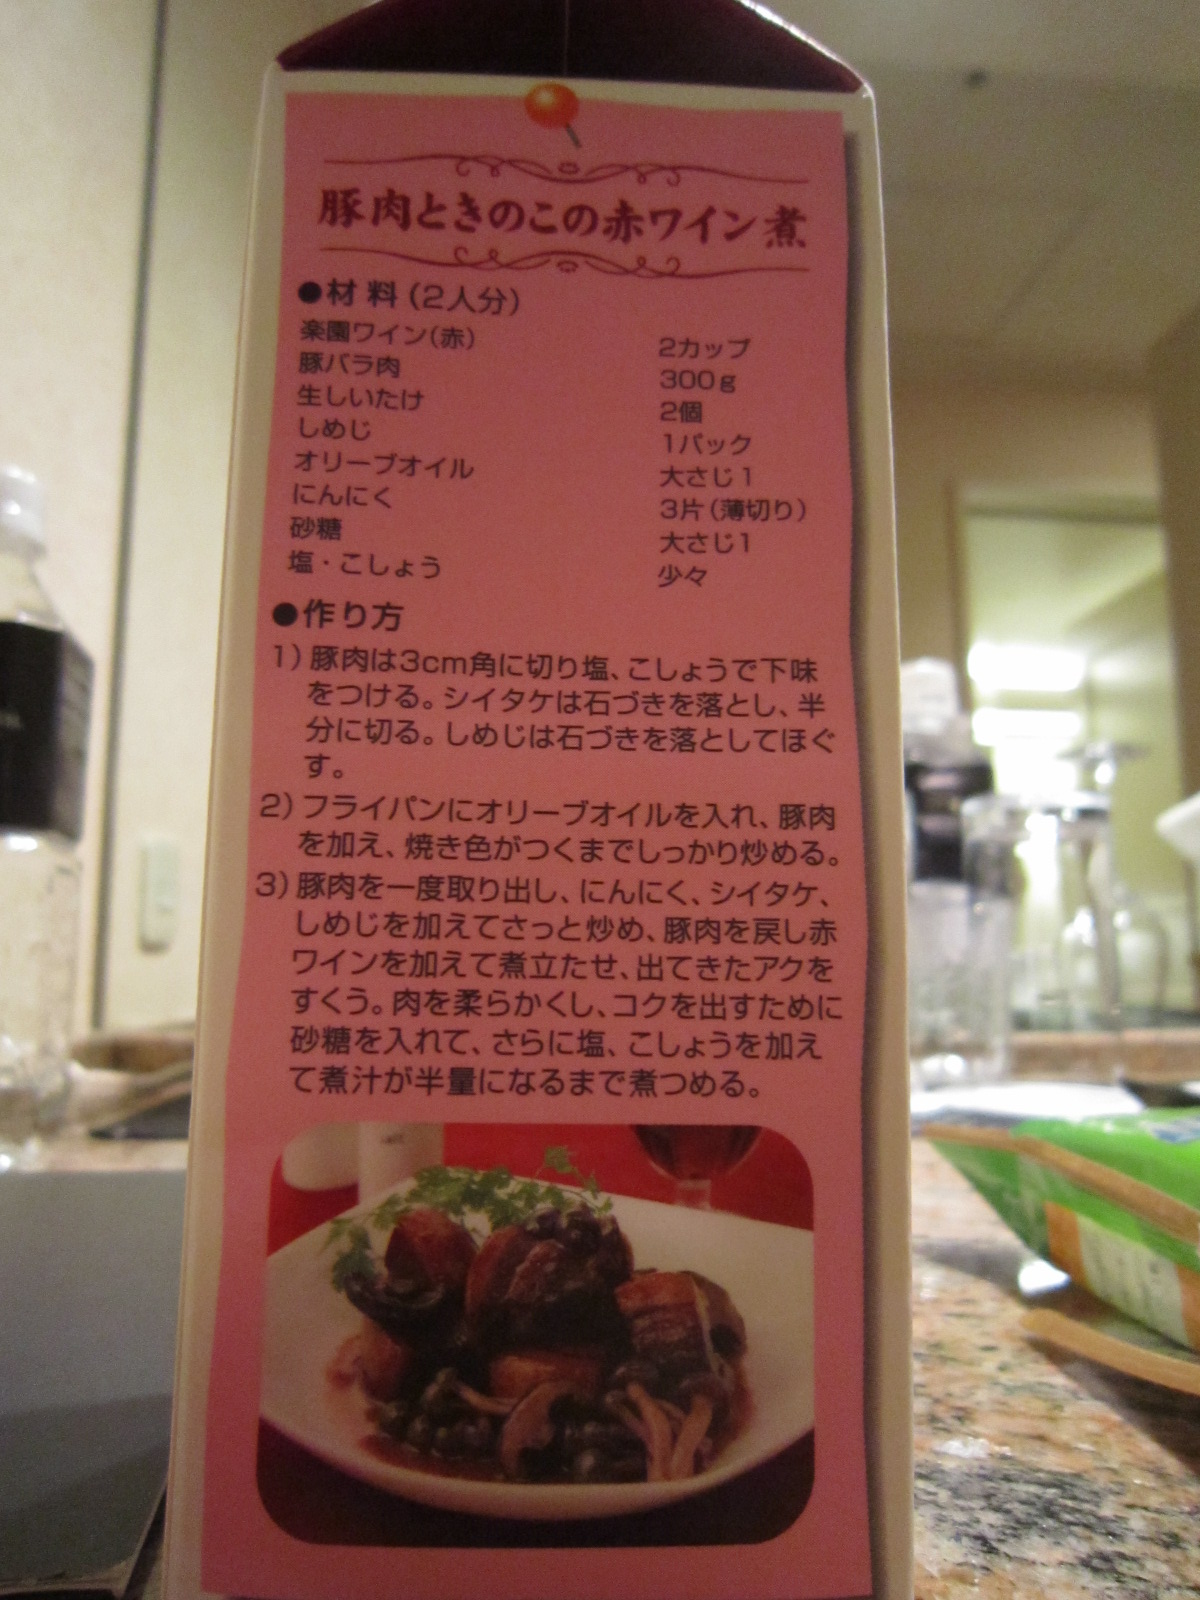 豚肉ときのこの赤ワイン煮
●材料(2人分)
楽園ワイン(赤) 2カップ
豚バラ肉 300g
生しいたけ 2個
しめじ 1パック
オリーブオイル 大さじ1
にんにく 3片(薄切り)
砂糖 大さじ1
塩・こしょう 少々
●作り方
1)豚肉は3cm角に切り塩、こしょうで下味
をつける。シイタケは石づきを落とし、半
分に切る。しめじは石づきを落としてほぐ
す。
2)フライパンにオリーブオイルを入れ、豚肉
を加え、焼き色がつくまでしっかり炒める。
3)豚肉を一度取り出し、にんにく、シイタケ、
しめじを加えてさっと炒め、豚肉を戻し赤
ワインを加えて煮立たせ、出てきたアクを
すくう。肉を柔らかくし、コクを出すために
砂糖を入れて、さらに塩、こしょうを加え
て煮汁が半量になるまで煮つめる。